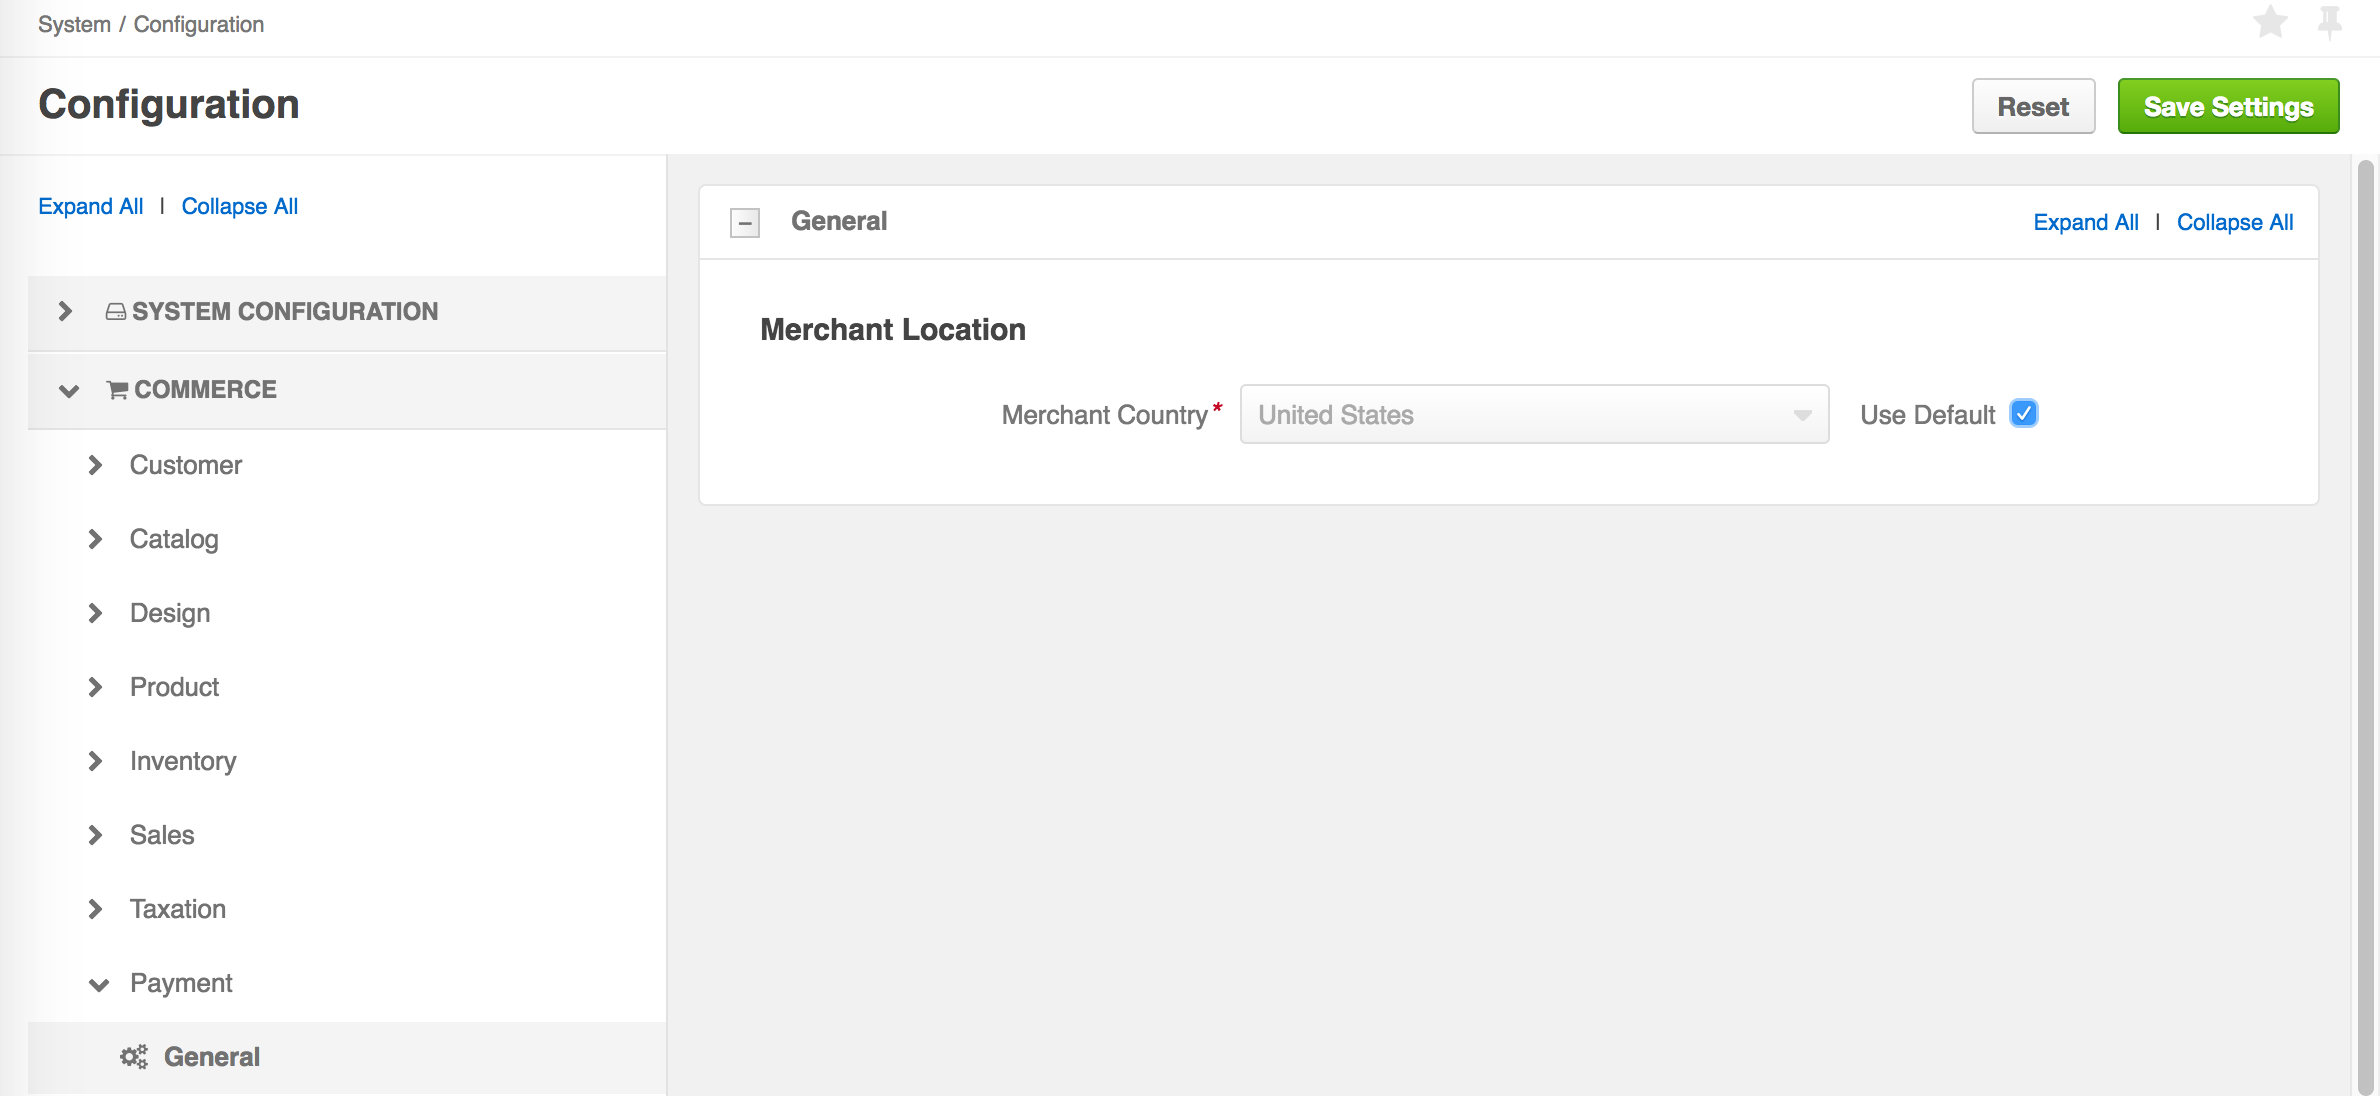 System / Configuration
Configuration
Reset
Save Settings
Expand All | Collapse All
SYSTEM CONFIGURATION
COMMERCE
Customer
Catalog
Design
Product
Inventory
Sales
Taxation
Payment
General
General
Expand All | Collapse All
Merchant Location
Merchant Country* United States Use Default